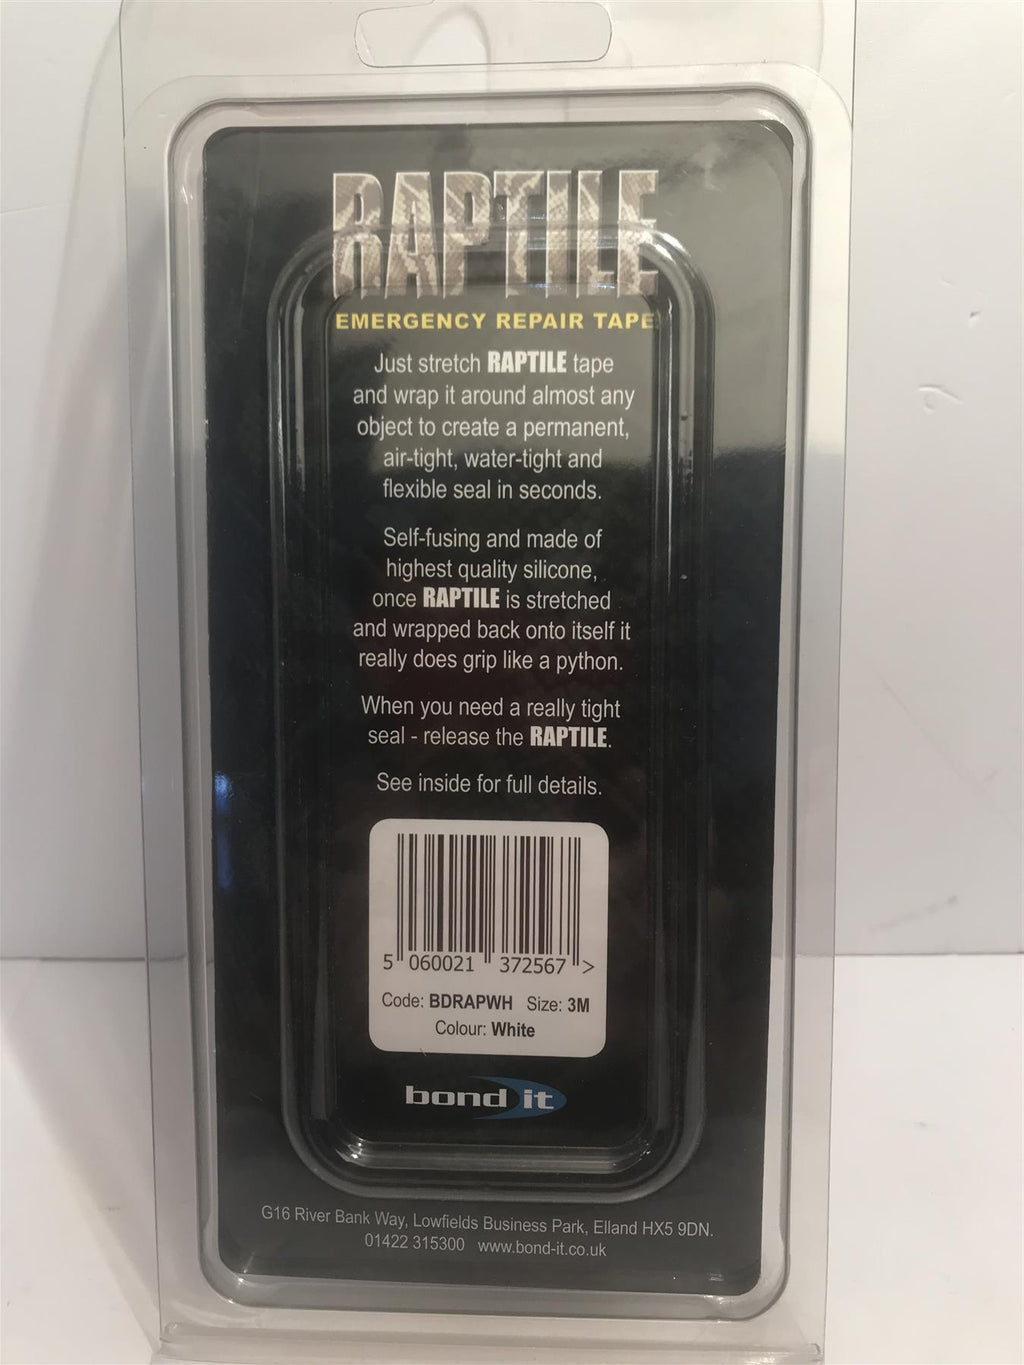 RAPTILE
EMERGENCY REPAIR TAPE
Just stretch RAPTILE tape
and wrap it around almost any
object to create a permanent,
air-tight, water-tight and
flexible seal in seconds.
Self-fusing and made of
highest quality silicone,
once RAPTILE is stretched
and wrapped back onto itself it
really does grip like a python.
When you need a really tight
seal - release the RAPTILE.
See inside for full details.
5 060021 372567 >
Code: BDRAPWH Size: 3M
Colour: White
bond it
G16 River Bank Way, Lowfields Business Park, Elland HX5 9DN.
01422 315300 www.bond-it.co.uk